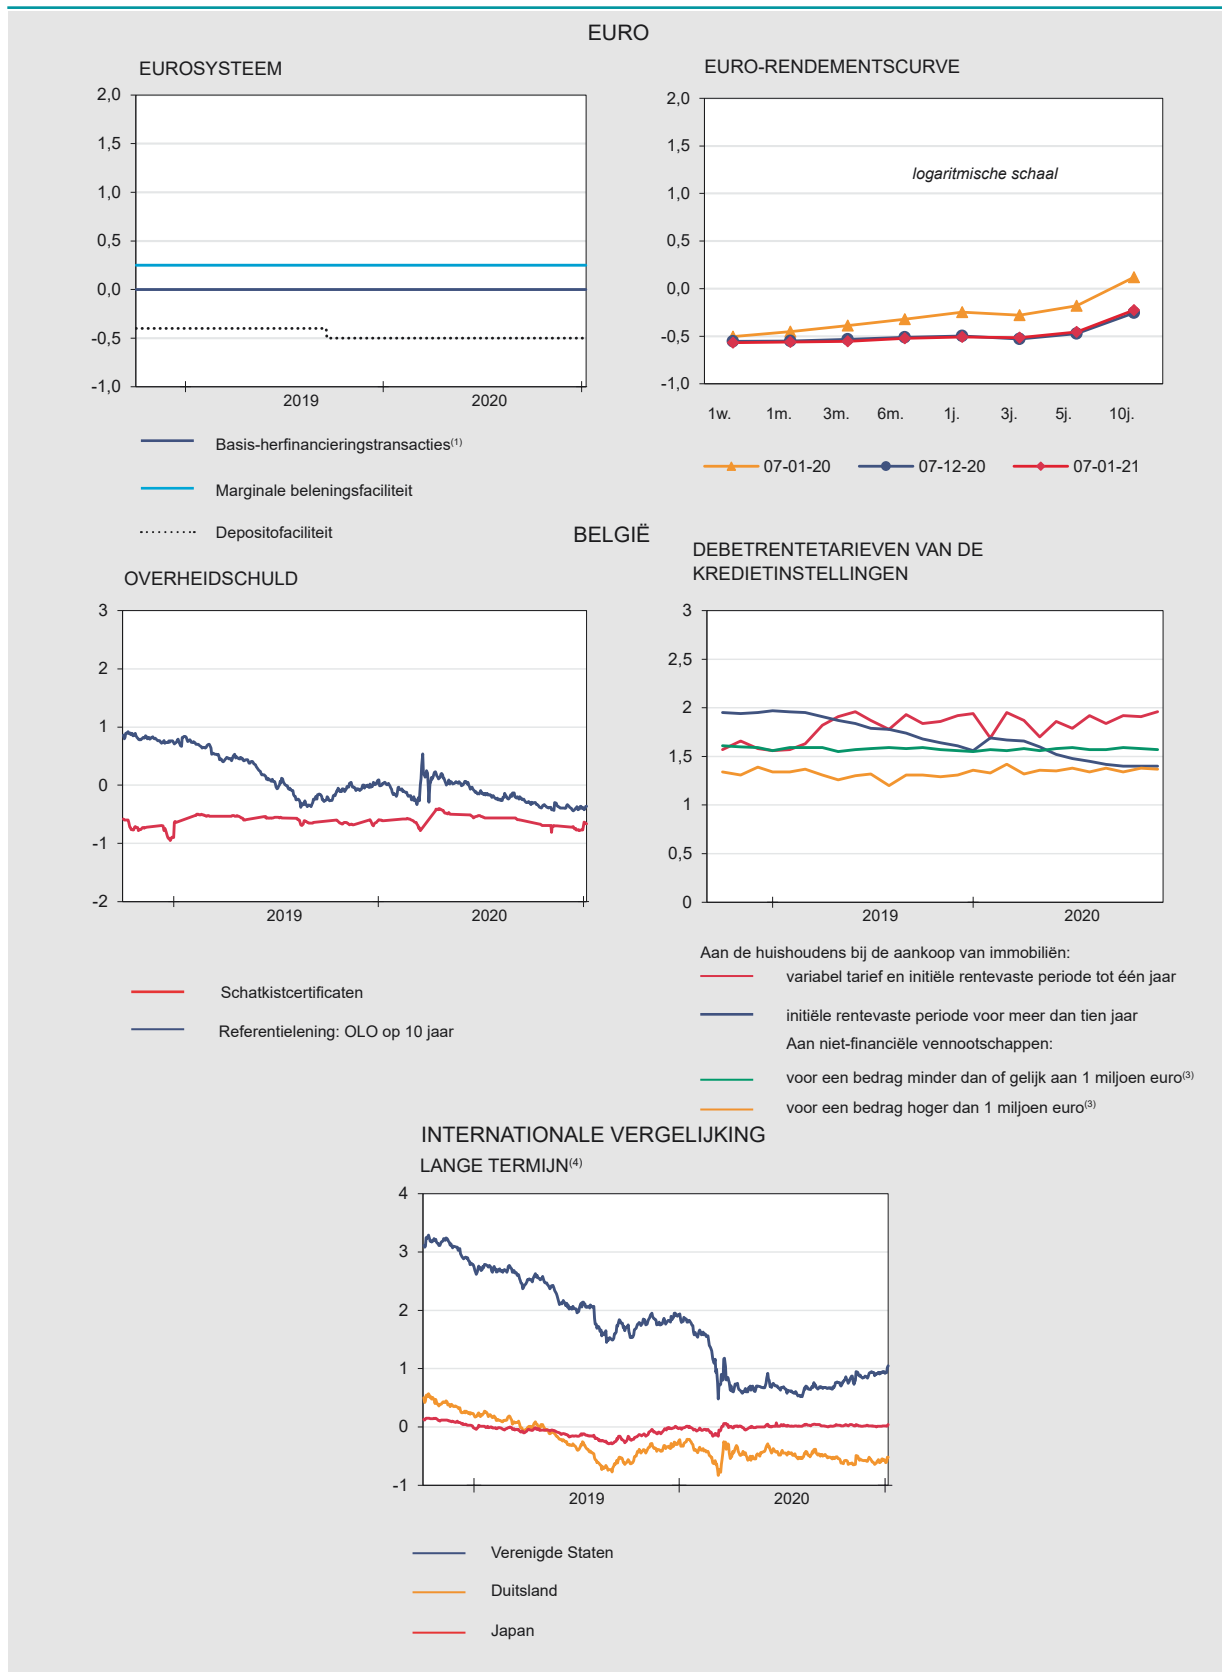 EURO
EUROSYSTEEM
2,0
1,5
1,0
0,5
0,0
-0,5
-1,0
2019
2020
Basis-herfinancieringstransacties(1)
Marginale beleningsfaciliteit
Depositofaciliteit
EURO-RENDEMENTSCURVE
2,0
1,5
1,0
0,5
0,0
-0,5
-1,0
logaritmische schaal
1w. 1m. 3m. 6m. 1j. 3j. 5j. 10j.
07-01-20 07-12-20 07-01-21
BELGIË
OVERHEIDSCHULD
3
2
1
0
-1
-2
2019
2020
Schatkistcertificaten
Referentielening: OLO op 10 jaar
DEBETRENTETARIEVEN VAN DE
KREDIETINSTELLINGEN
3
2,5
2
1,5
1
0,5
0
2019
2020
Aan de huishoudens bij de aankoop van immobiliën:
variabel tarief en initiële rentevaste periode tot één jaar
initiële rentevaste periode voor meer dan tien jaar
Aan niet-financiële vennootschappen:
voor een bedrag minder dan of gelijk aan 1 miljoen euro(3)
voor een bedrag hoger dan 1 miljoen euro(3)
INTERNATIONALE VERGELIJKING
LANGE TERMIJN(4)
4
3
2
1
0
-1
2019
2020
Verenigde Staten
Duitsland
Japan